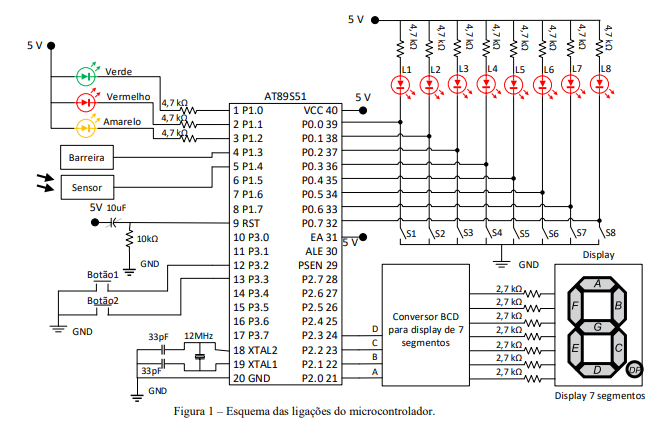 5 V
4,7 kΩ 4,7 kΩ 4,7 kΩ 4,7 kΩ 4,7 kΩ 4,7 kΩ 4,7 kΩ 4,7 kΩ
L1 L2 L3 L4 L5 L6 L7 L8
5 V
Verde
Vermelho
Amarelo
4,7 kΩ
4,7 kΩ
4,7 kΩ
Barreira
Sensor
5V 10uF
10kΩ
GND
Botão1
Botão2
GND
33pF 12MHz
33pF
GND
AT89S51
1 P1.0 VCC 40
2 P1.1 P0.0 39
3 P1.2 P0.1 38
4 P1.3 P0.2 37
5 P1.4 P0.3 36
6 P1.5 P0.4 35
7 P1.6 P0.5 34
8 P1.7 P0.6 33
9 RST P0.7 32
10 P3.0 EA 31
11 P3.1 ALE 30
12 P3.2 PSEN 29
13 P3.3 P2.7 28
14 P3.4 P2.6 27
15 P3.5 P2.5 26
16 P3.6 P2.4 25
17 P3.7 P2.3 24
18 XTAL2 P2.2 23
19 XTAL1 P2.1 22
20 GND P2.0 21
5 V
5 V
S1 S2 S3 S4 S5 S6 S7 S8
GND
D
C
B
A
Conversor BCD
para display de 7
segmentos
2,7 kΩ
2,7 kΩ
2,7 kΩ
2,7 kΩ
2,7 kΩ
2,7 kΩ
2,7 kΩ
Display
A
F B
G
E C
D
DP
Display 7 segmentos
Figura 1 – Esquema das ligações do microcontrolador.